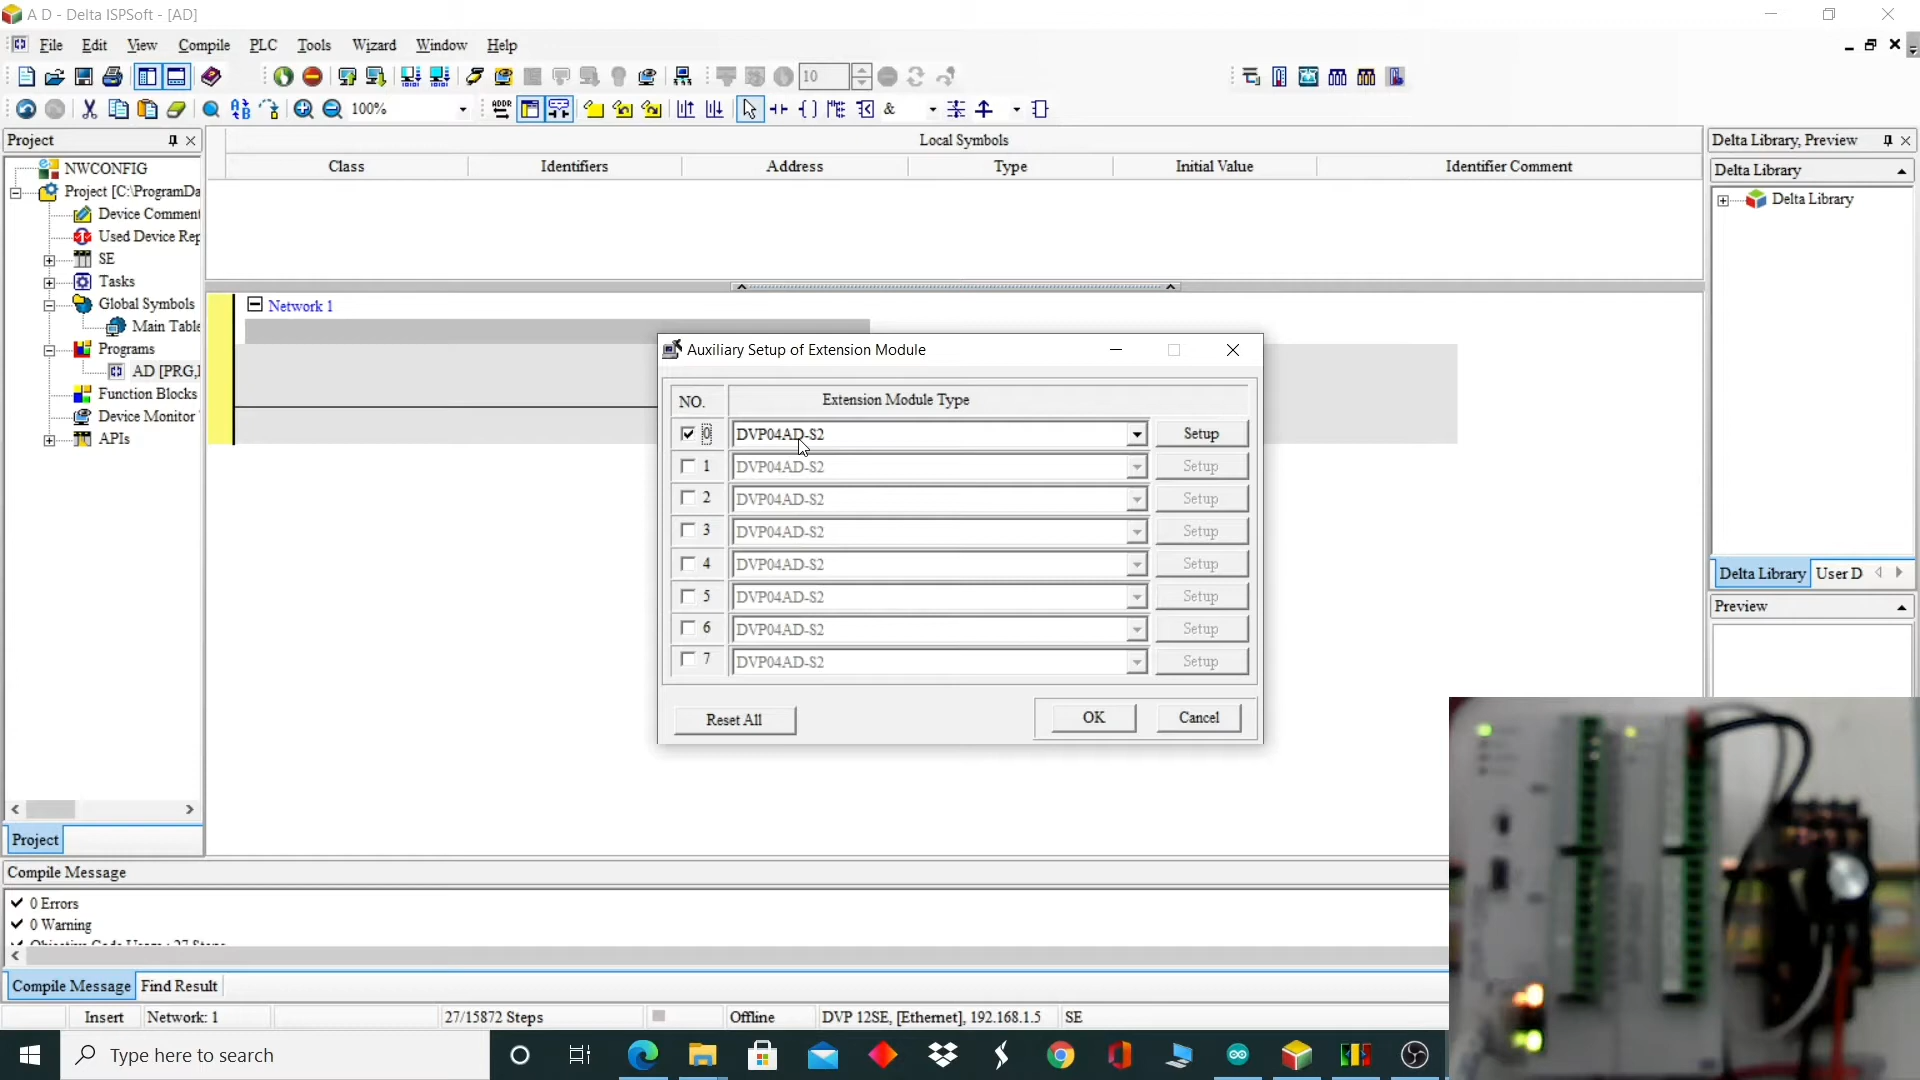 A D - Delta ISPSoft - [AD]
File Edit View Compile PLC Tools Wizard Window Help
10
100% ADDR &
Project
NWCONFIG
Project [C:\ProgramDa
Device Comment
Used Device Rep
SE
Tasks
Global Symbols
Main Table
Programs
AD [PRG,
Function Blocks
Device Monitor
APIs
Project
Local Symbols
Class Identifiers Address Type Initial Value Identifier Comment
Network 1
Auxiliary Setup of Extension Module
NO. Extension Module Type
0 DVP04AD-S2 Setup
1 DVP04AD-S2 Setup
2 DVP04AD-S2 Setup
3 DVP04AD-S2 Setup
4 DVP04AD-S2 Setup
5 DVP04AD-S2 Setup
6 DVP04AD-S2 Setup
7 DVP04AD-S2 Setup
Reset All OK Cancel
Delta Library, Preview
Delta Library
Delta Library
Delta Library User D
Preview
Compile Message
0 Errors
0 Warning
Compile Message Find Result
Insert Network: 1 27/15872 Steps Offline DVP 12SE, [Ethernet], 192.168.1.5 SE
Type here to search